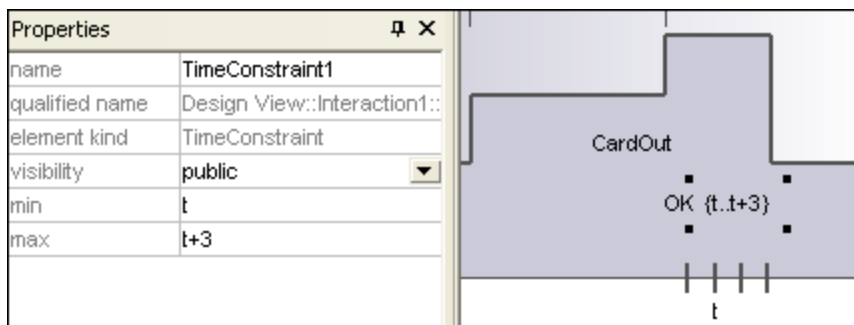 Properties
name TimeConstraint1
qualified name Design View::Interaction1::
element kind TimeConstraint
visibility public
min t
max t+3
CardOut
OK {t..t+3}
t